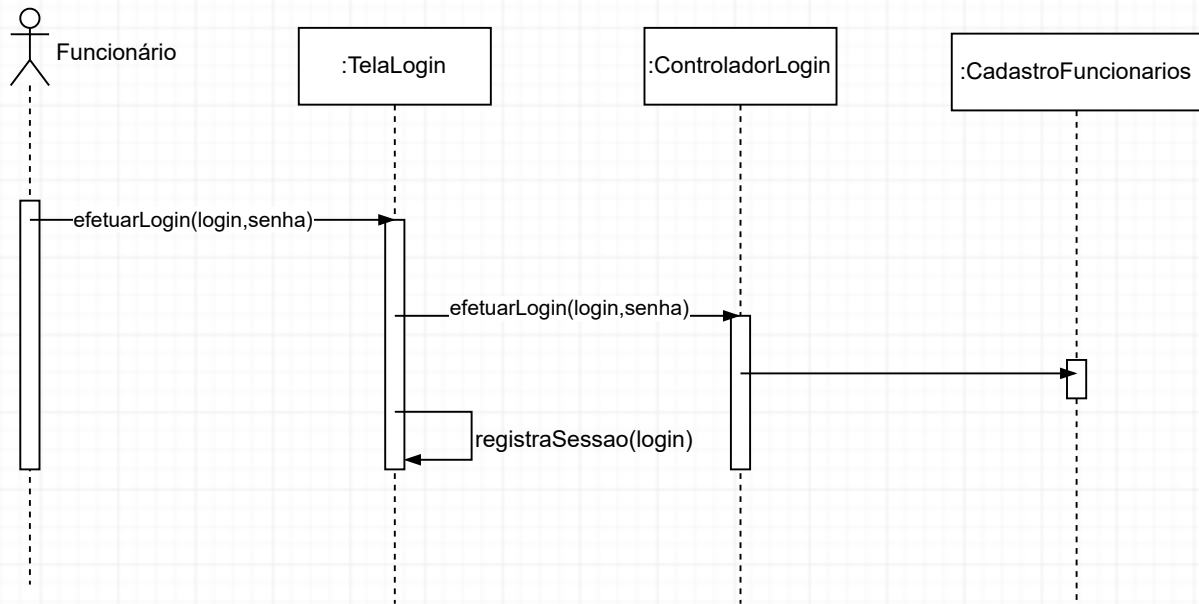 Funcionário
:TelaLogin
:ControladorLogin
:CadastroFuncionarios
efetuarLogin(login,senha)
efetuarLogin(login,senha)
registraSessao(login)